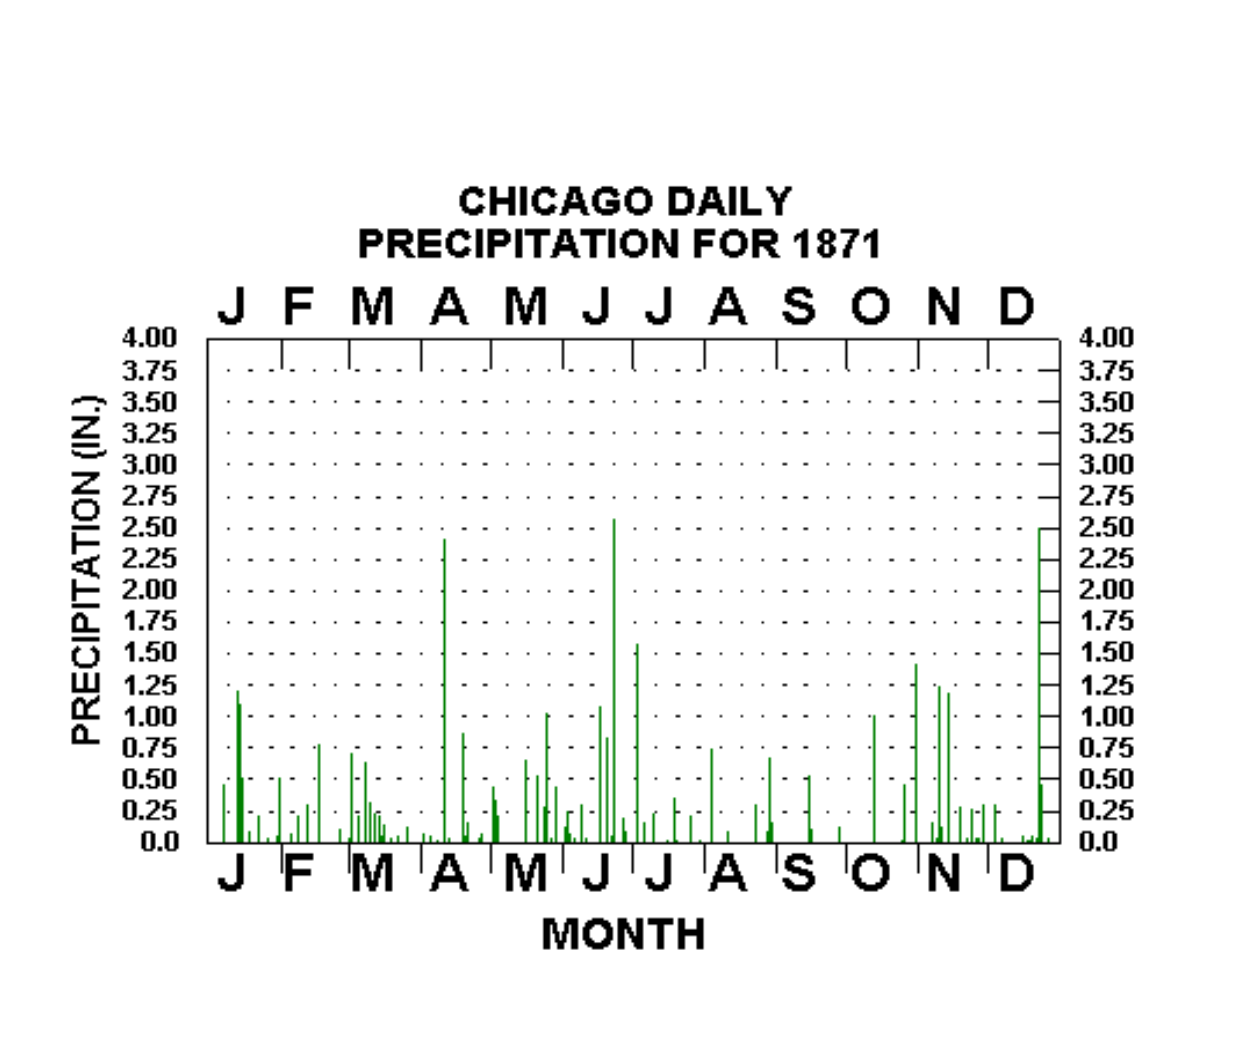 CHICAGO DAILY
PRECIPITATION FOR 1871
J F M A M J J A S O N D
4.00 4.00
3.75 3.75
3.50 3.50
3.25 3.25
3.00 3.00
2.75 2.75
2.50 2.50
2.25 2.25
2.00 2.00
1.75 1.75
1.50 1.50
1.25 1.25
1.00 1.00
0.75 0.75
0.50 0.50
0.25 0.25
0.0 0.0
PRECIPITATION (IN.)
J F M A M J J A S O N D
MONTH